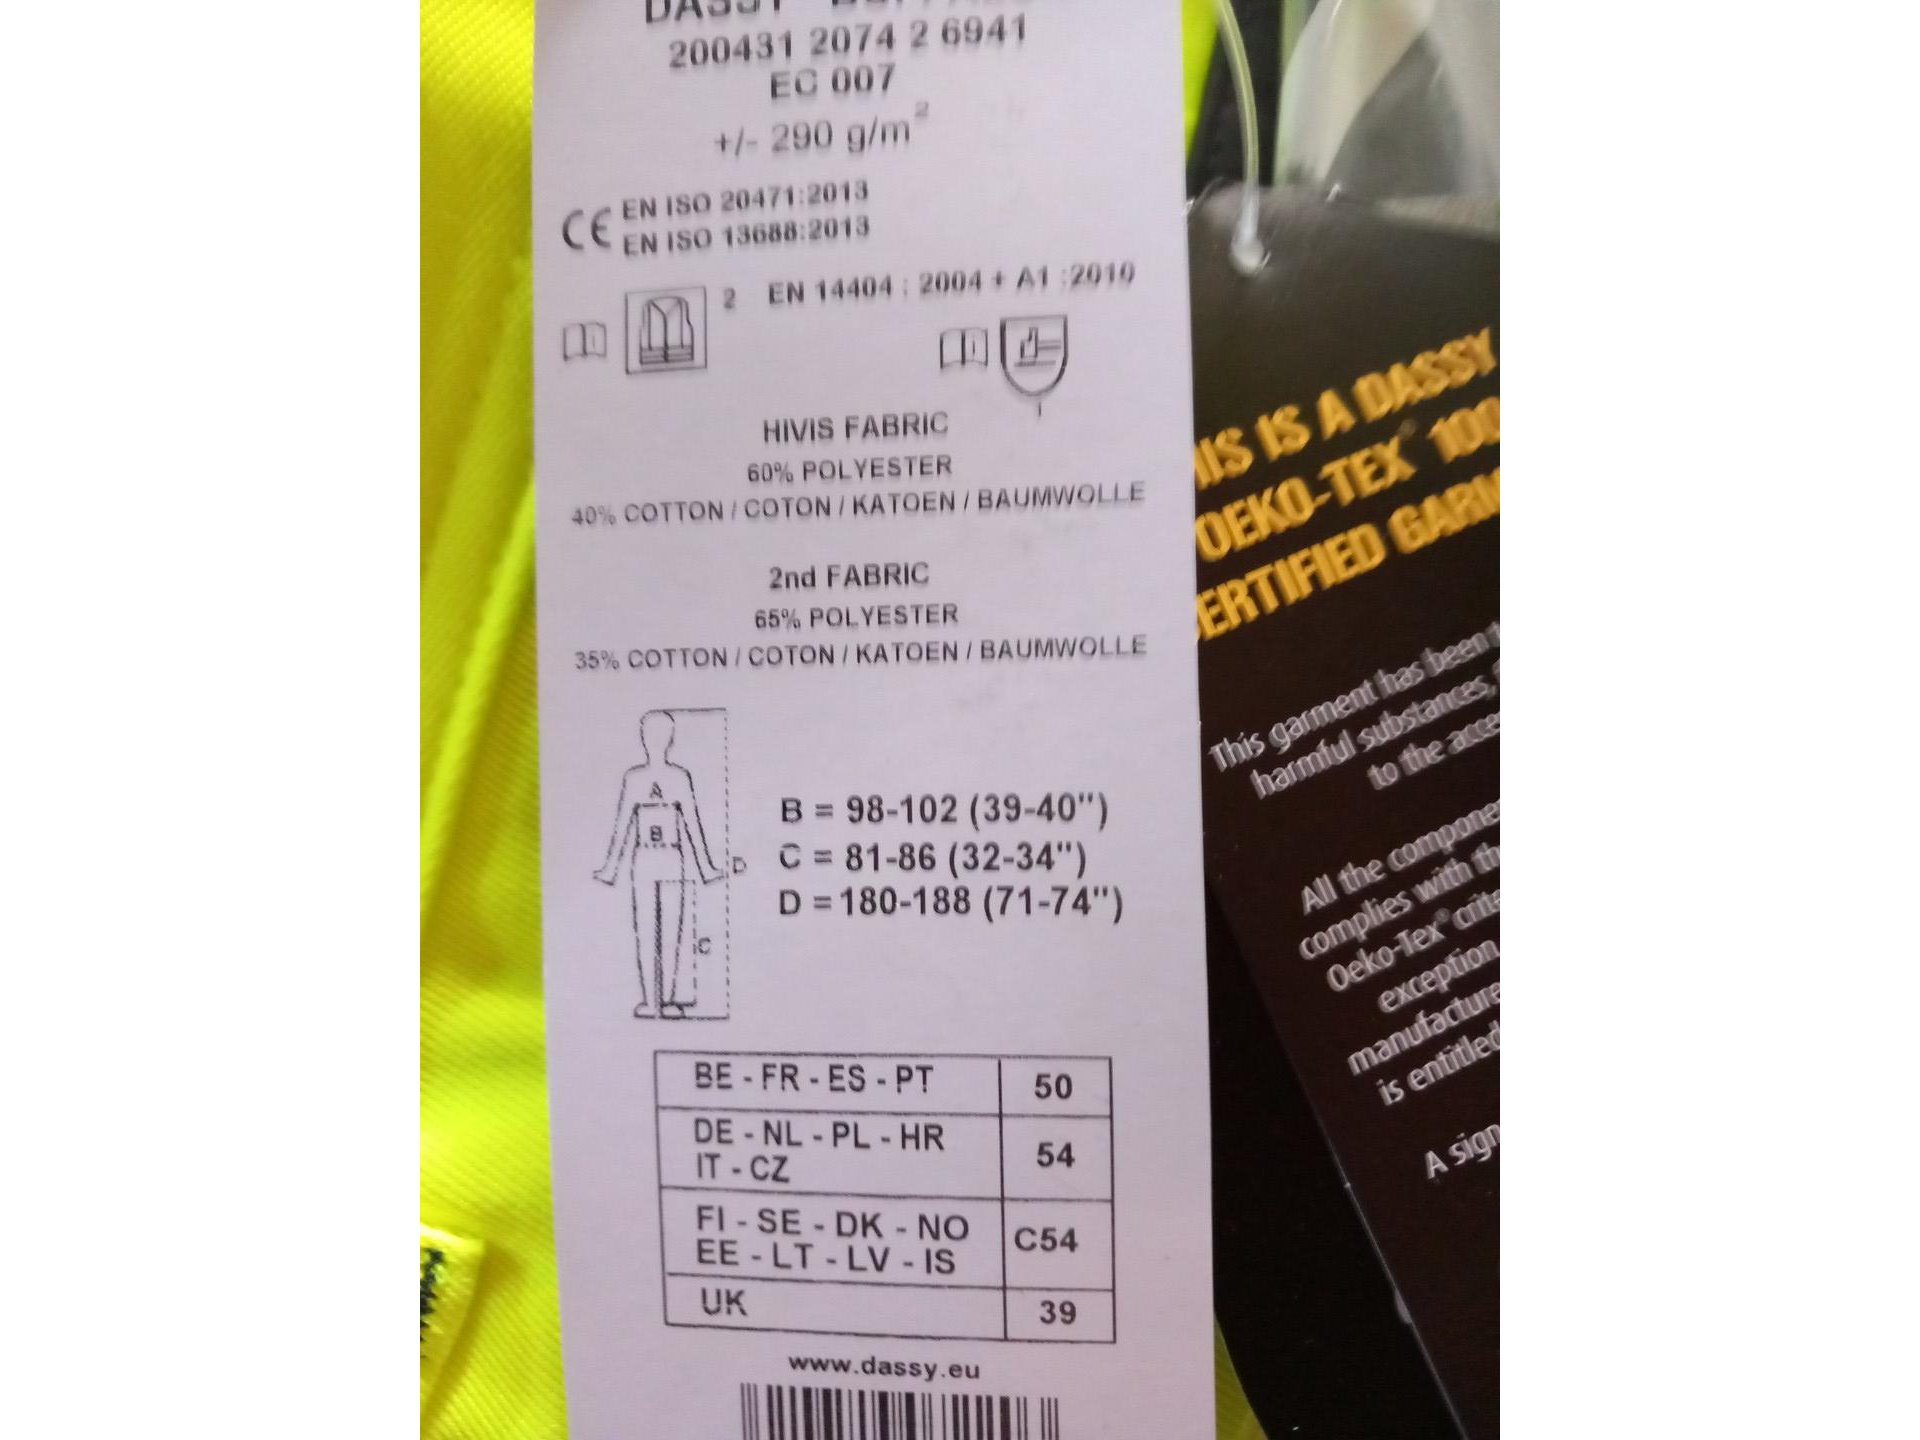 DASSY
200431 2074 2 6941
EC 007
+/- 290 g/m²
CE EN ISO 20471:2013
EN ISO 13688:2013
2 EN 14404 : 2004 + A1 :2010
1
HIVIS FABRIC
60% POLYESTER
40% COTTON / COTON / KATOEN / BAUMWOLLE
2nd FABRIC
65% POLYESTER
35% COTTON / COTON / KATOEN / BAUMWOLLE
A
B
C
D
B = 98-102 (39-40")
C = 81-86 (32-34")
D = 180-188 (71-74")
BE - FR - ES - PT 50
DE - NL - PL - HR
IT - CZ 54
FI - SE - DK - NO
EE - LT - LV - IS C54
UK 39
www.dassy.eu
IS IS A DASSY
OEKO-TEX® 100
ERTIFIED GARM
This garment has been
harmful substances,
to the acce
All the compone
complies with th
Oeko-Tex® crite
exception,
manufacture
is entitled
A sign